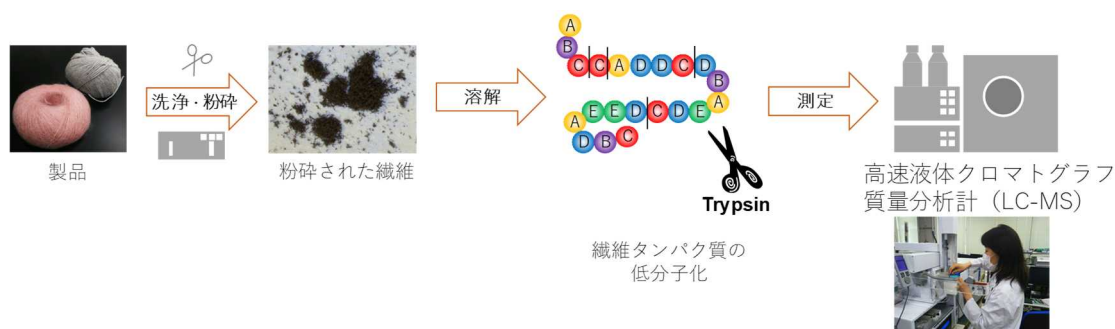 製品
洗浄・粉砕
粉砕された繊維
溶解
A
B
C C A D D C D
B
E E D C D E A
A
D B C
Trypsin
繊維タンパク質の
低分子化
測定
高速液体クロマトグラフ
質量分析計（LC-MS）